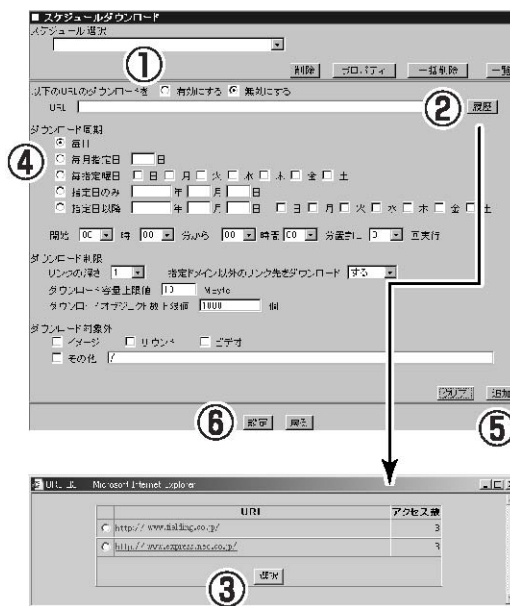 ■ スケジュールダウンロード
スケジュール選択
①
削除 プロパティ 一括削除
以下のURLのダウンロードを 有効にする 無効にする
URL ② 履歴
ダウンロード周期
④ 毎日
毎月指定日 日
毎指定曜日 日 月 火 水 木 金 土
指定日のみ 年 月 日
指定日以降 年 月 日 日 月 火 水 木 金 土
開始 00 時 00 分から 00 時間 00 分置きに 0 回実行
ダウンロード制限
リンクの深さ 1 指定ドメイン以外のリンク先をダウンロード する
ダウンロード容量上限値 10 Mbyte
ダウンロードオブジェクト数上限値 1000 個
ダウンロード対象外
イメージ サウンド ビデオ
その他 /
クリア 追加
⑤
⑥ 設定 戻る
Microsoft Internet Explorer
URL アクセス数
http://www.fielding.co.jp/ 3
http://www.express.nec.co.jp/ 3
③ 選択